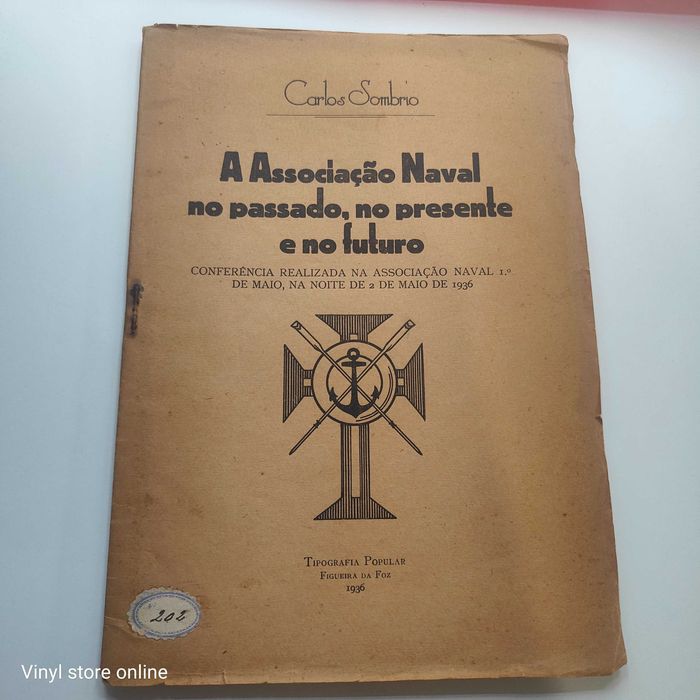 Carlos Sombrio
A Associação Naval
no passado, no presente
e no futuro
CONFERÊNCIA REALIZADA NA ASSOCIAÇÃO NAVAL 1.º
DE MAIO, NA NOITE DE 2 DE MAIO DE 1936
Tipografia Popular
Figueira da Foz
1936
202
Vinyl store online